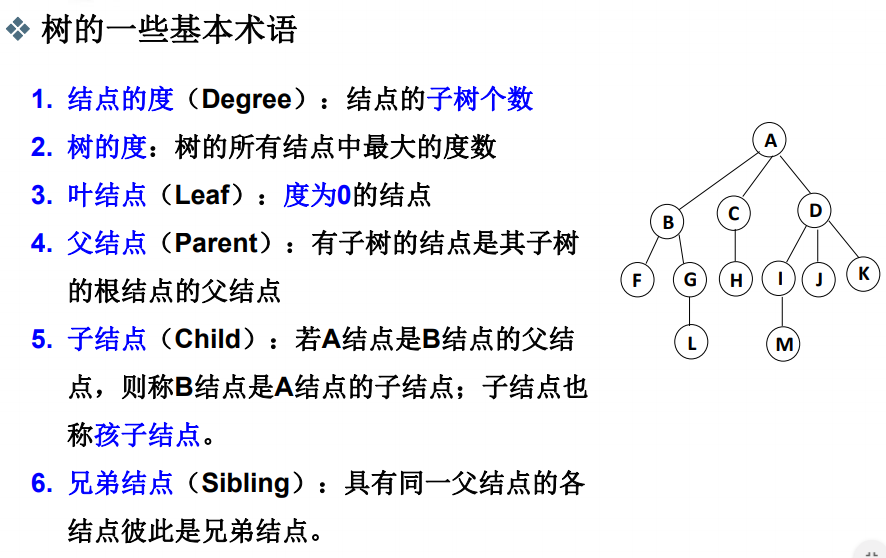 树的一些基本术语
1. 结点的度（Degree）：结点的子树个数
2. 树的度：树的所有结点中最大的度数
3. 叶结点（Leaf）：度为0的结点
4. 父结点（Parent）：有子树的结点是其子树
的根结点的父结点
5. 子结点（Child）：若A结点是B结点的父结
点，则称B结点是A结点的子结点；子结点也
称孩子结点。
6. 兄弟结点（Sibling）：具有同一父结点的各
结点彼此是兄弟结点。
A
B C D
F G H I J K
L M